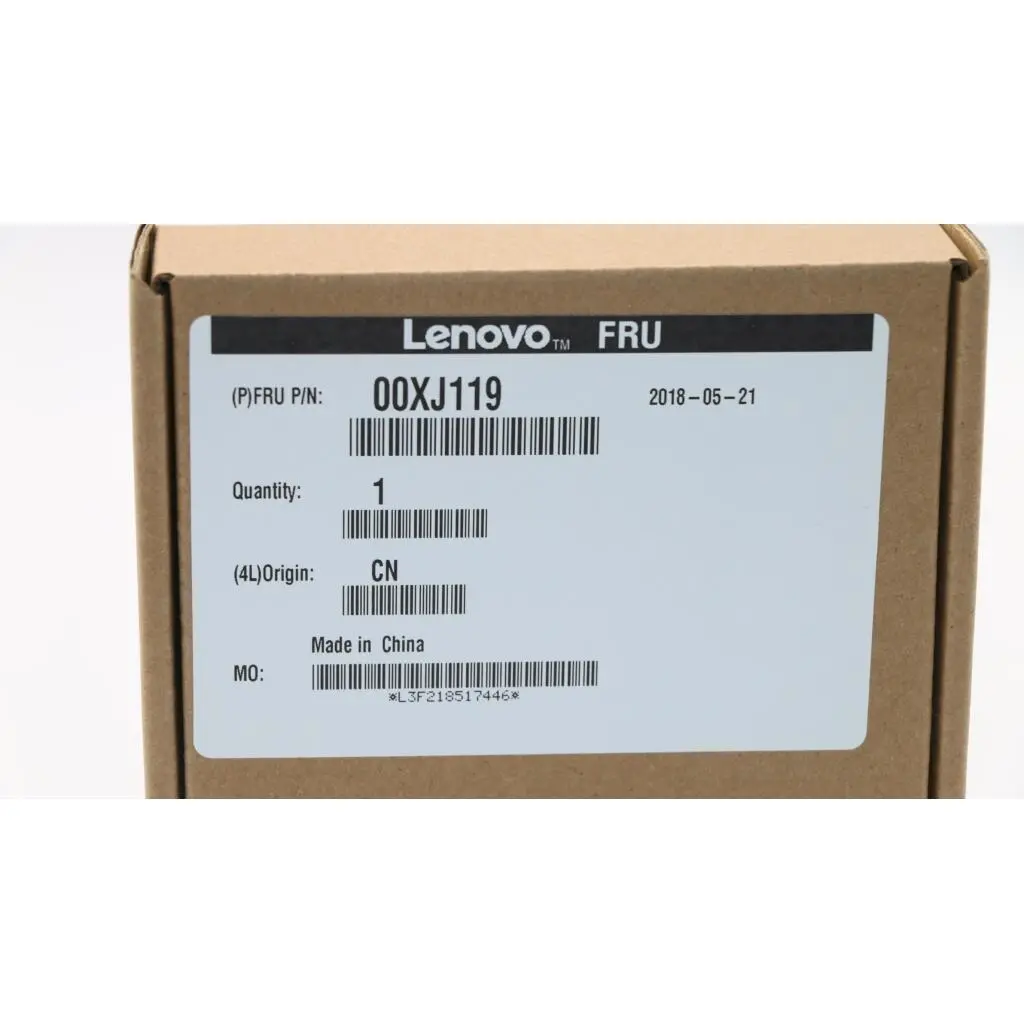 Lenovo™ FRU
(P)FRU P/N: 00XJ119 2018-05-21
Quantity: 1
(4L)Origin: CN
Made in China
MO:
*L3F218517446*